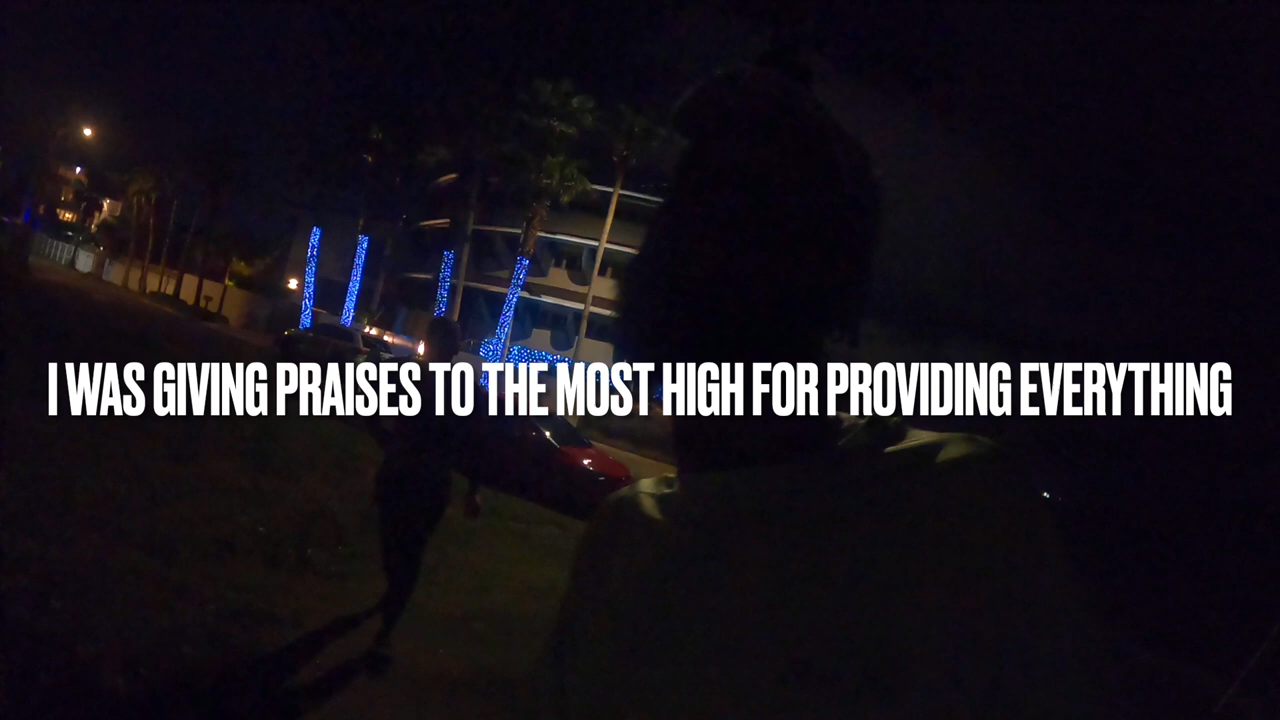 I WAS GIVING PRAISES TO THE MOST HIGH FOR PROVIDING EVERYTHING